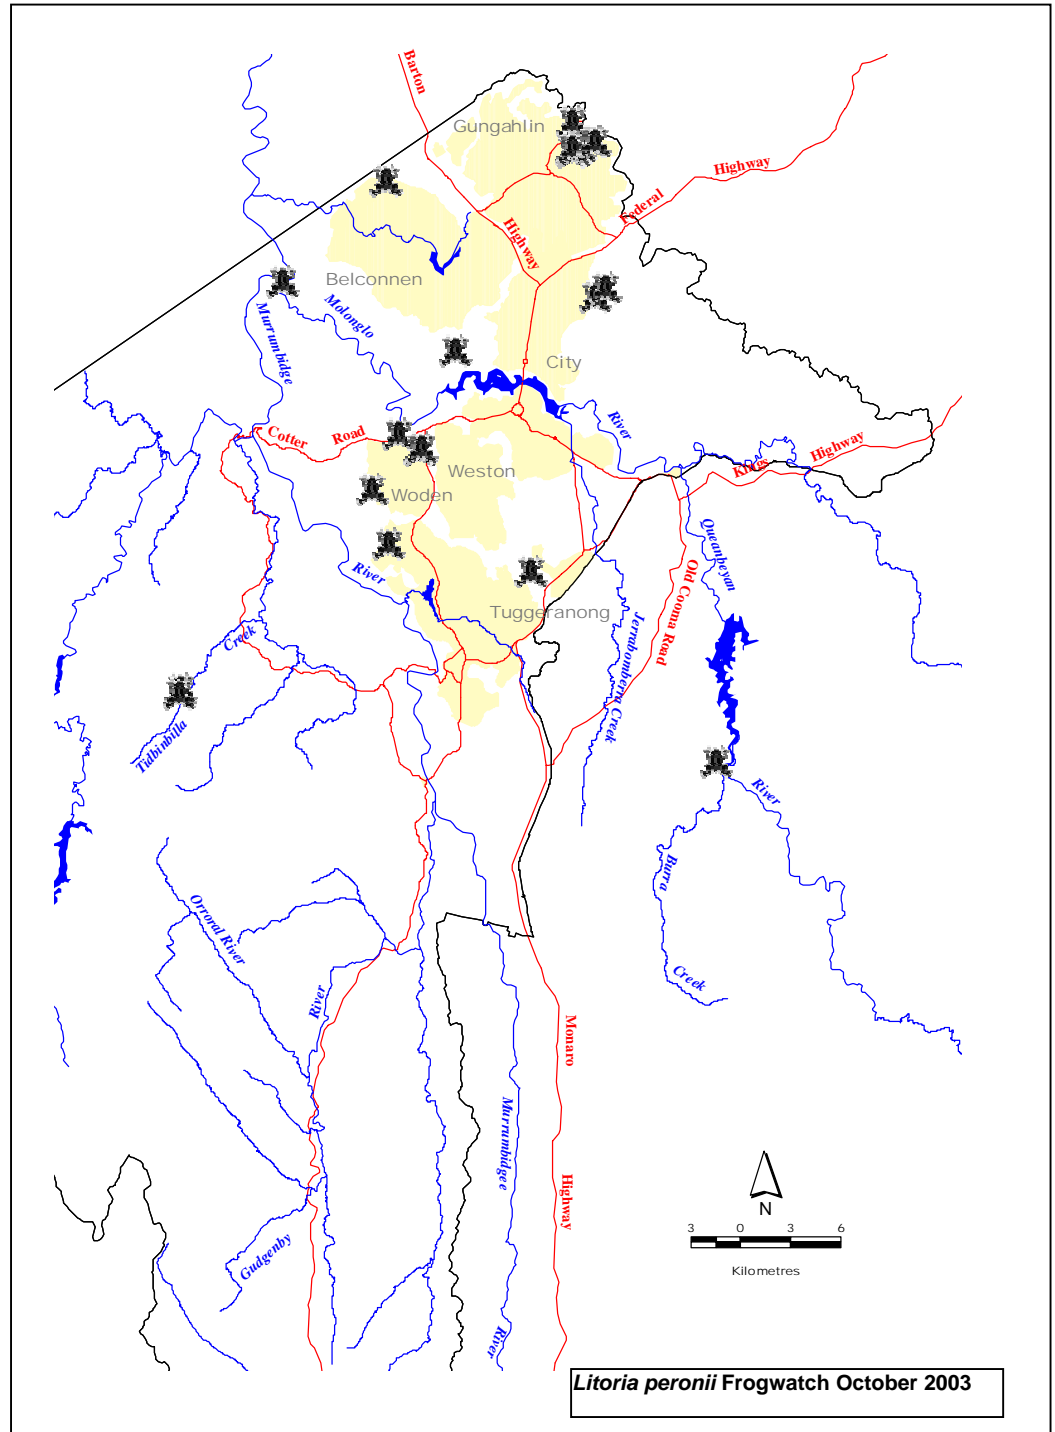 Barton
Gungahlin
Highway
Federal
Highway
Belconnen
Molonglo
Murrumbidge
City
River
Cotter
Road
Highway
Kings
Weston
Woden
Queanbeyan
River
Old Cooma Road
Tuggeranong
Jerrabomberra Creek
Creek
Tidbinbilla
River
Burra
Orroral River
Creek
River
Monaro
Murrumbidgee
Highway
Gudgenby
River
N
3 0 3 6
Kilometres
Litoria peronii Frogwatch October 2003